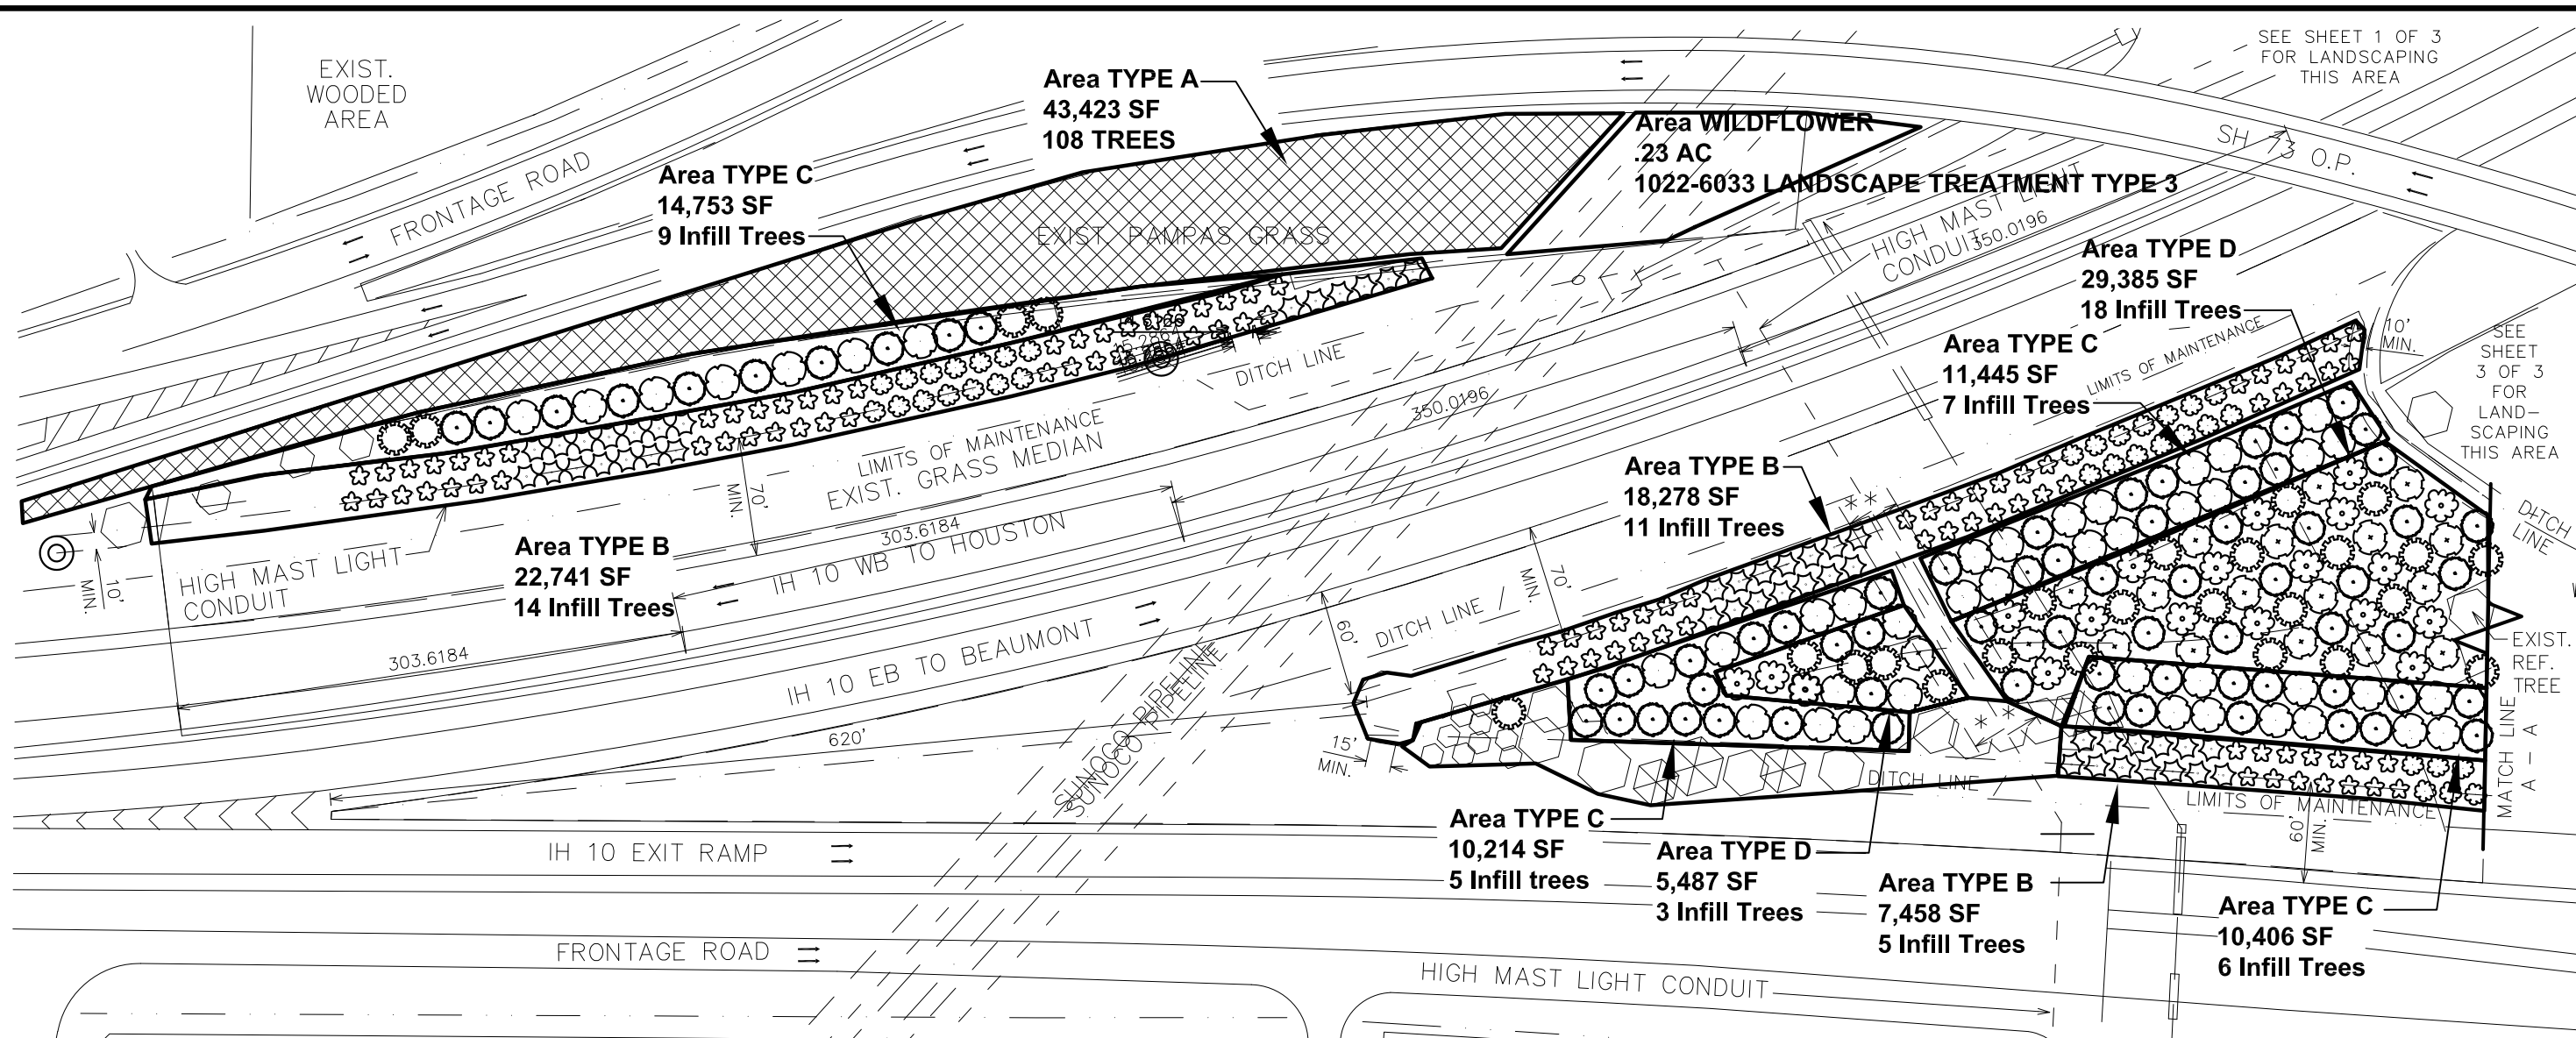 EXIST.
WOODED
AREA
FRONTAGE ROAD
Area TYPE A
43,423 SF
108 TREES
Area TYPE C
14,753 SF
9 Infill Trees
EXIST. PAMPAS GRASS
Area WILDFLOWER
.23 AC
1022-6033 LANDSCAPE TREATMENT TYPE 3
SEE SHEET 1 OF 3
FOR LANDSCAPING
THIS AREA
SH 73 O.P.
HIGH MAST LIGHT
CONDUIT
350.0196
Area TYPE D
29,385 SF
18 Infill Trees
Area TYPE C
11,445 SF
7 Infill Trees
LIMITS OF MAINTENANCE
10'
MIN.
SEE
SHEET
3 OF 3
FOR
LAND-
SCAPING
THIS AREA
DITCH LINE
350.0196
LIMITS OF MAINTENANCE
EXIST. GRASS MEDIAN
70'
MIN.
303.6184
IH 10 WB TO HOUSTON
Area TYPE B
18,278 SF
11 Infill Trees
DITCH
LINE
10'
MIN.
HIGH MAST LIGHT
CONDUIT
Area TYPE B
22,741 SF
14 Infill Trees
303.6184
IH 10 EB TO BEAUMONT
60'
DITCH LINE
70'
MIN.
EXIST.
REF.
TREE
620'
SUNOCO PIPELINE
SUNOCO PIPELINE
15'
MIN.
DITCH LINE
LIMITS OF MAINTENANCE
MATCH LINE
A - A
60'
MIN.
IH 10 EXIT RAMP
Area TYPE C
10,214 SF
5 Infill trees
Area TYPE D
5,487 SF
3 Infill Trees
Area TYPE B
7,458 SF
5 Infill Trees
Area TYPE C
10,406 SF
6 Infill Trees
FRONTAGE ROAD
HIGH MAST LIGHT CONDUIT